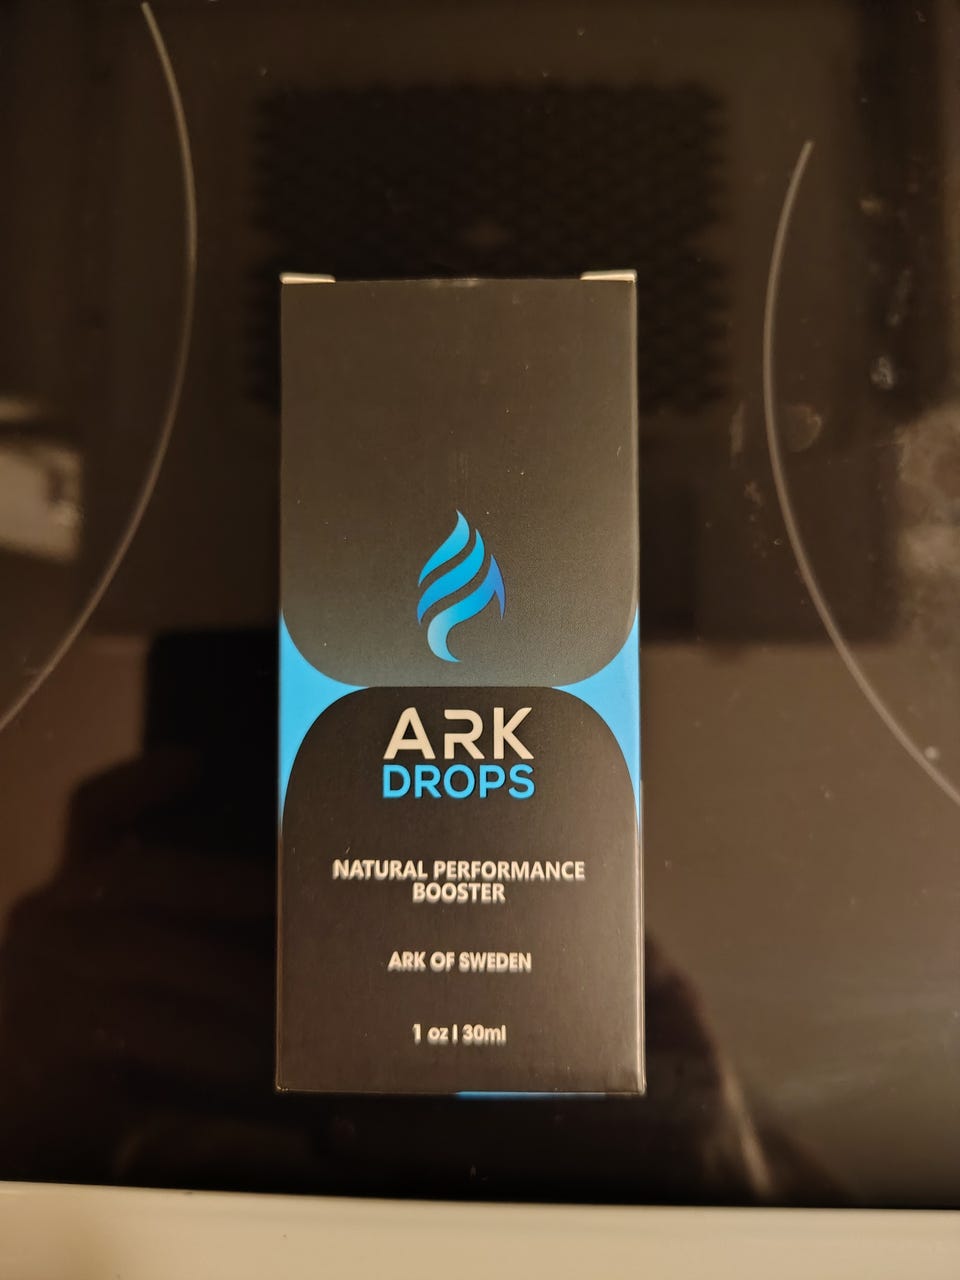 ARK
DROPS
NATURAL PERFORMANCE
BOOSTER
ARK OF SWEDEN
1 oz | 30ml